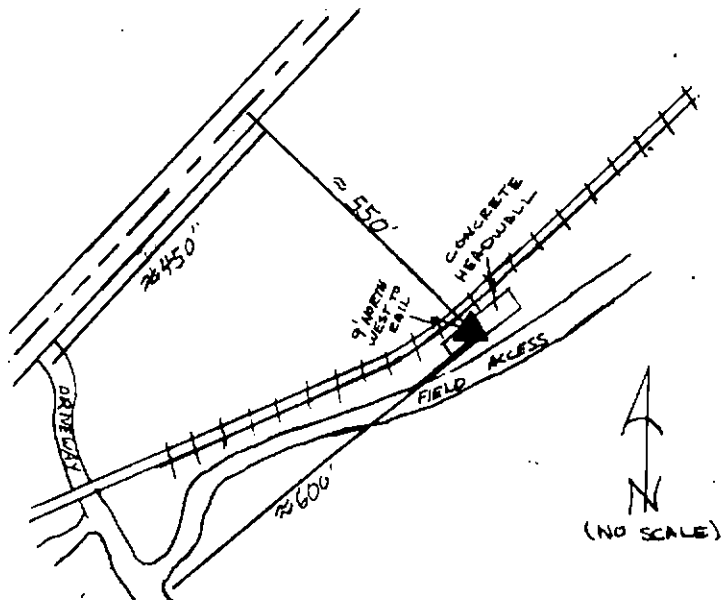 ≈ 550'
≈450"
CONCRETE
HEADWALL
9' NORTH
WEST TO
RAIL
FIELD ACCESS
DRIVEWAY
≈600'
N
(NO SCALE)